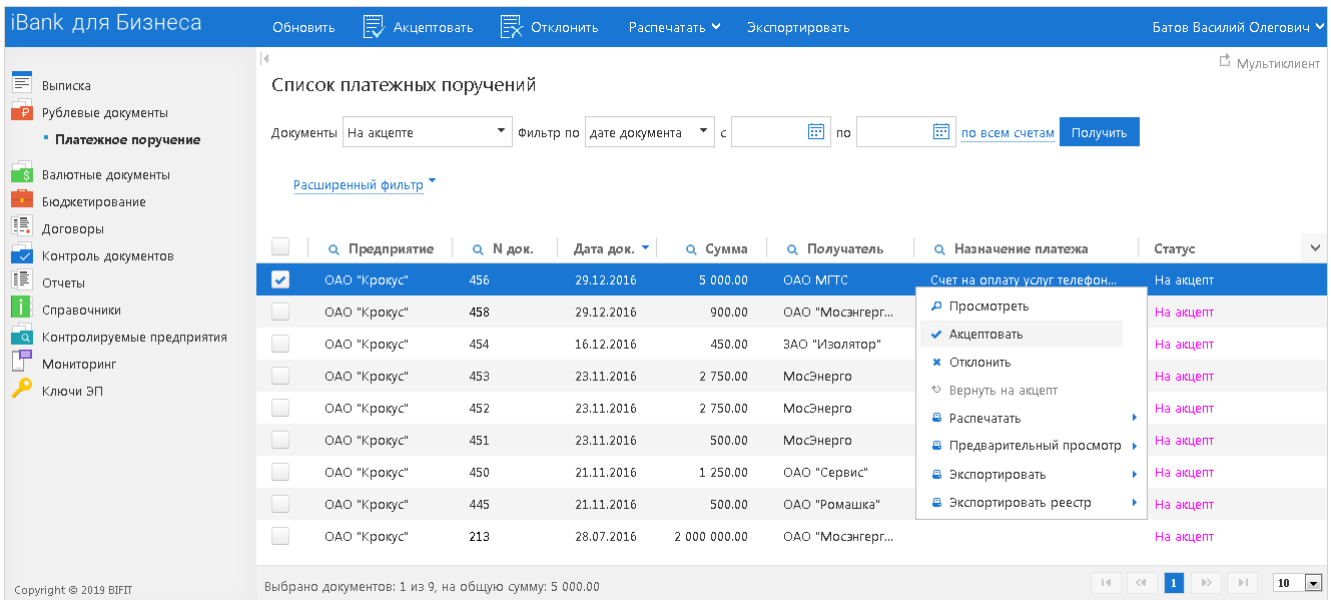 iBank для Бизнеса
Обновить Акцептовать Отклонить Распечатать Экспортировать Батов Василий Олегович
Мультиклиент
Выписка
Рублевые документы
Платежное поручение
Валютные документы
Бюджетирование
Договоры
Контроль документов
Отчеты
Справочники
Контролируемые предприятия
Мониторинг
Ключи ЭП
Copyright © 2019 BIFIT
Список платежных поручений
Документы На акцепте Фильтр по дате документа с по по всем счетам Получить
Расширенный фильтр
Предприятие N док. Дата док. Сумма Получатель Назначение платежа Статус
ОАО "Крокус" 456 29.12.2016 5 000.00 ОАО МГТС Счет на оплату услуг телефон... На акцепт
ОАО "Крокус" 458 29.12.2016 900.00 ОАО "Мосэнгерг... На акцепт
ОАО "Крокус" 454 16.12.2016 450.00 ЗАО "Изолятор" На акцепт
ОАО "Крокус" 453 23.11.2016 2 750.00 МосЭнерго На акцепт
ОАО "Крокус" 452 23.11.2016 2 750.00 МосЭнерго На акцепт
ОАО "Крокус" 451 23.11.2016 500.00 МосЭнерго На акцепт
ОАО "Крокус" 450 21.11.2016 1 250.00 ОАО "Сервис" На акцепт
ОАО "Крокус" 445 21.11.2016 500.00 ОАО "Ромашка" На акцепт
ОАО "Крокус" 213 28.07.2016 2 000 000.00 ОАО "Мосэнгерг... На акцепт
Просмотреть
Акцептовать
Отклонить
Вернуть на акцепт
Распечатать
Предварительный просмотр
Экспортировать
Экспортировать реестр
Выбрано документов: 1 из 9, на общую сумму: 5 000.00
1 10